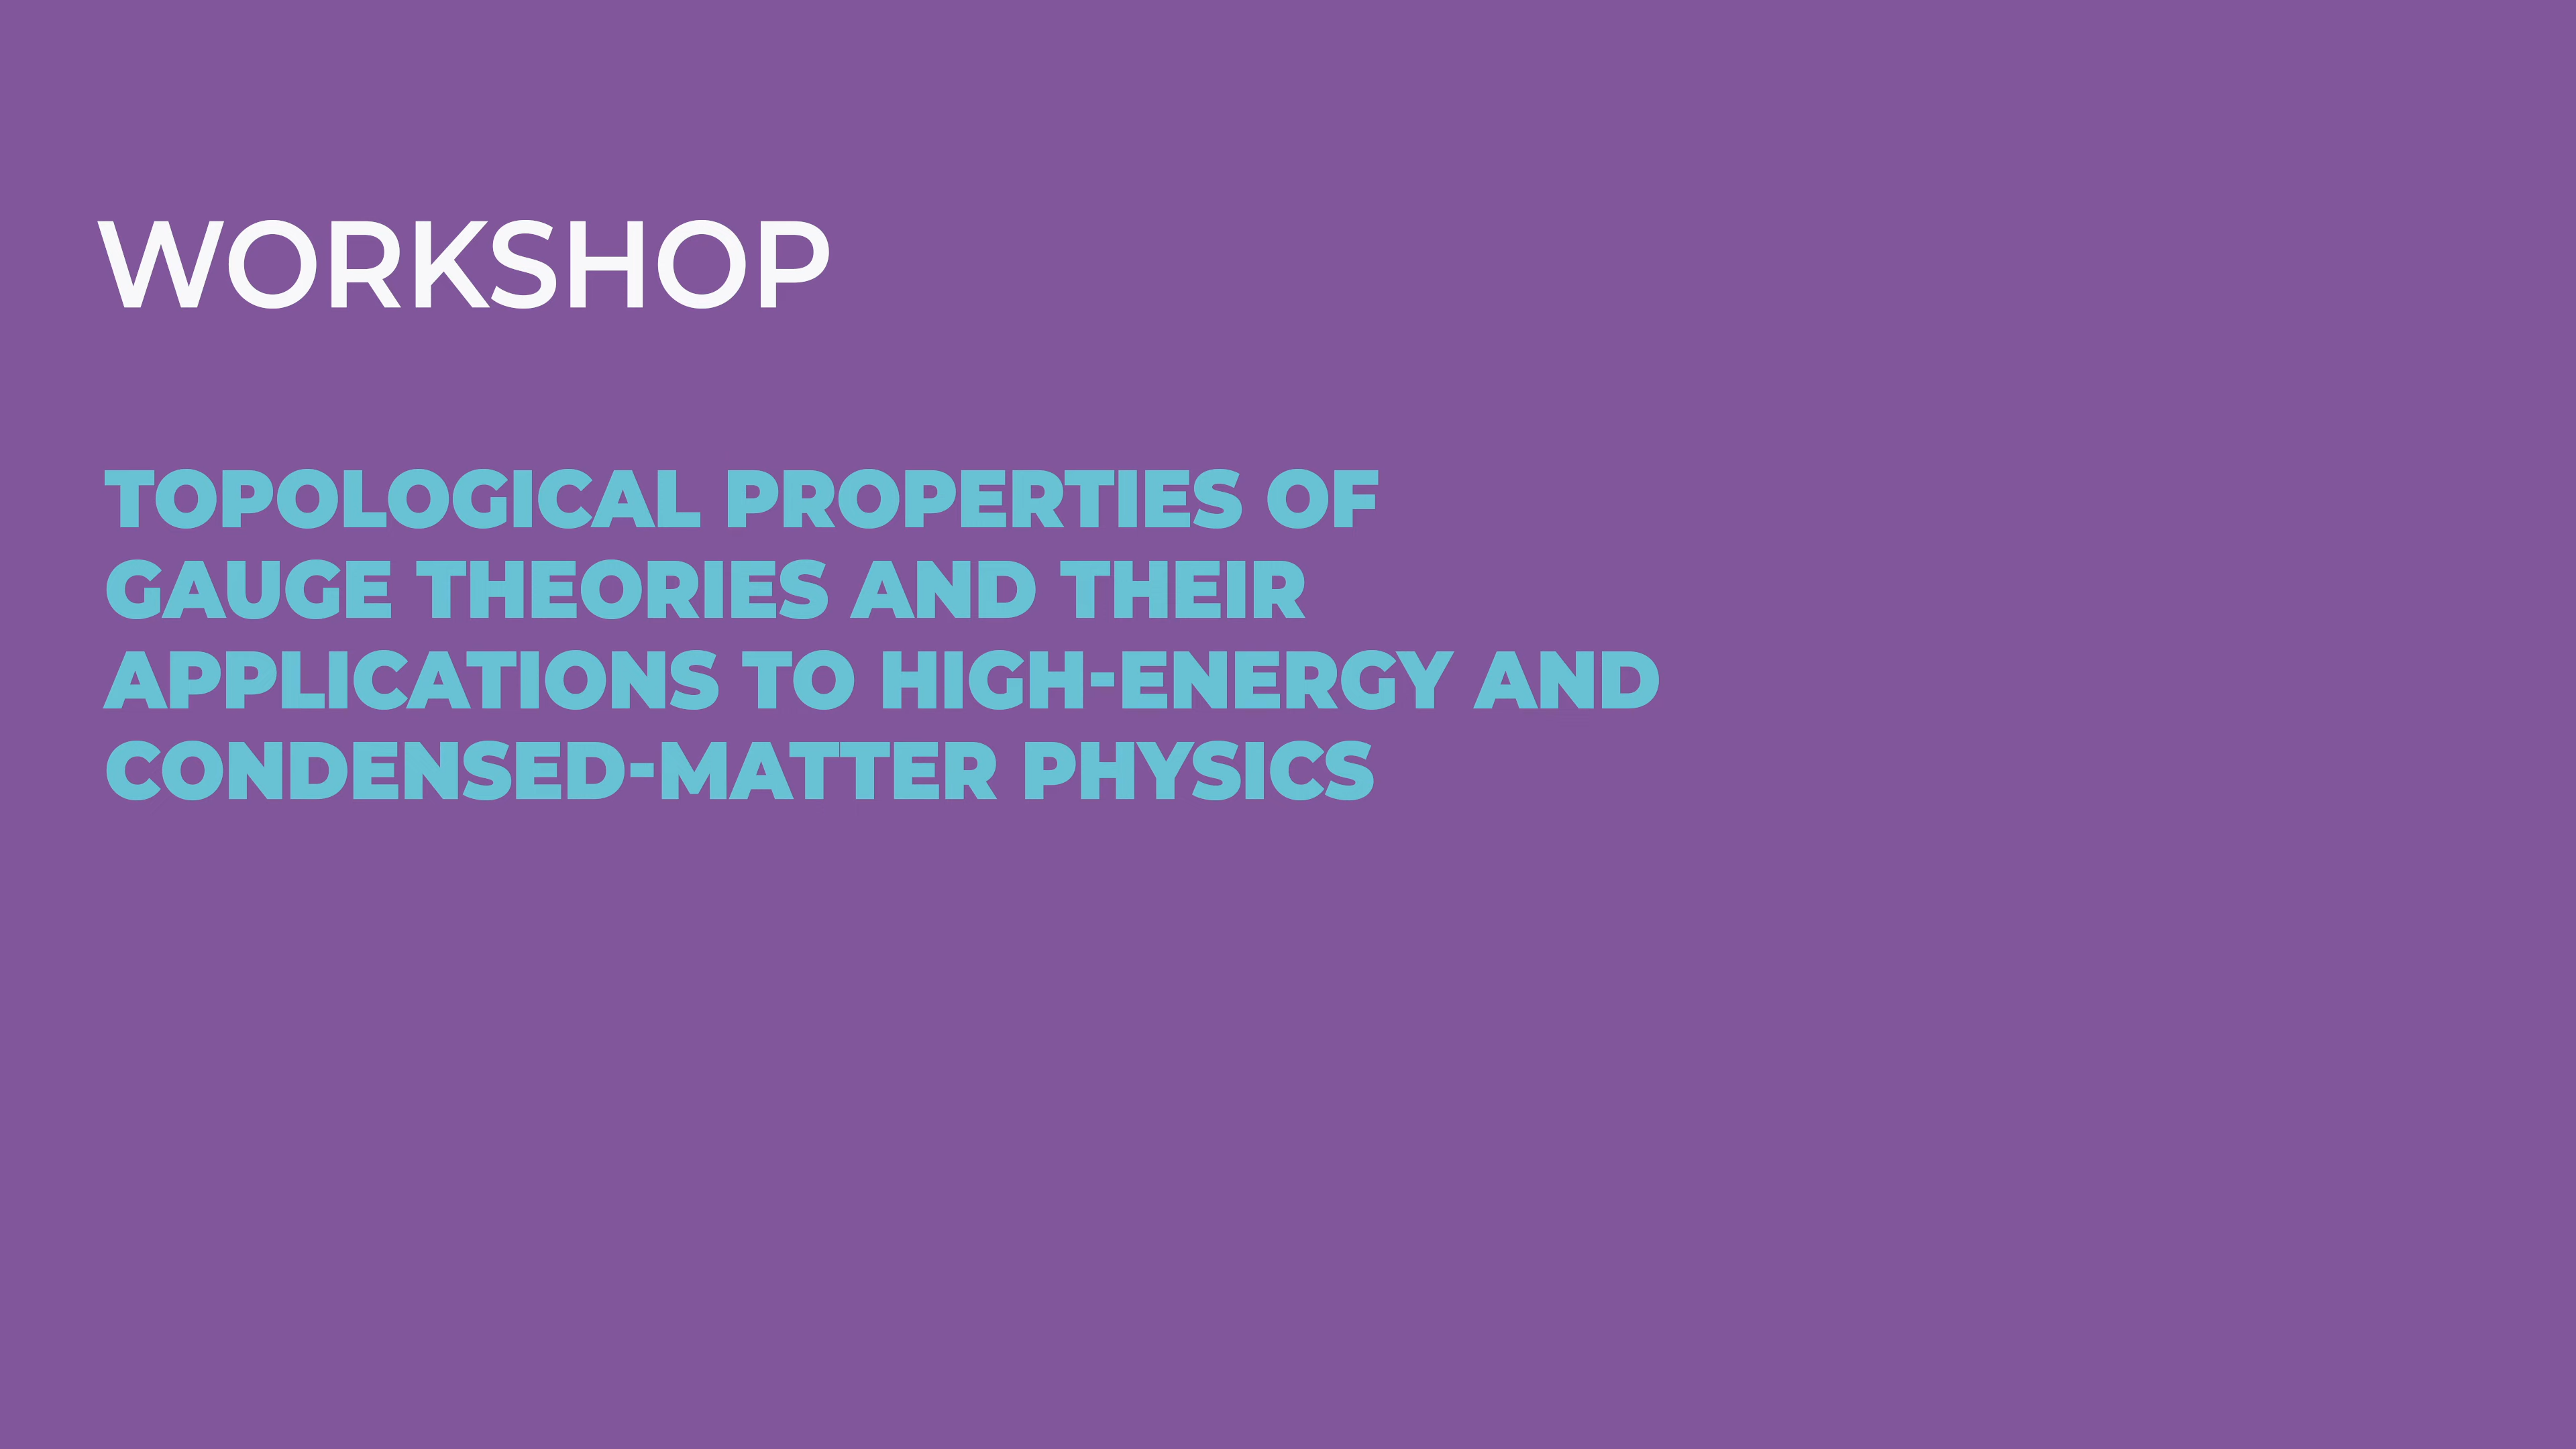 WORKSHOP
TOPOLOGICAL PROPERTIES OF
GAUGE THEORIES AND THEIR
APPLICATIONS TO HIGH-ENERGY AND
CONDENSED-MATTER PHYSICS